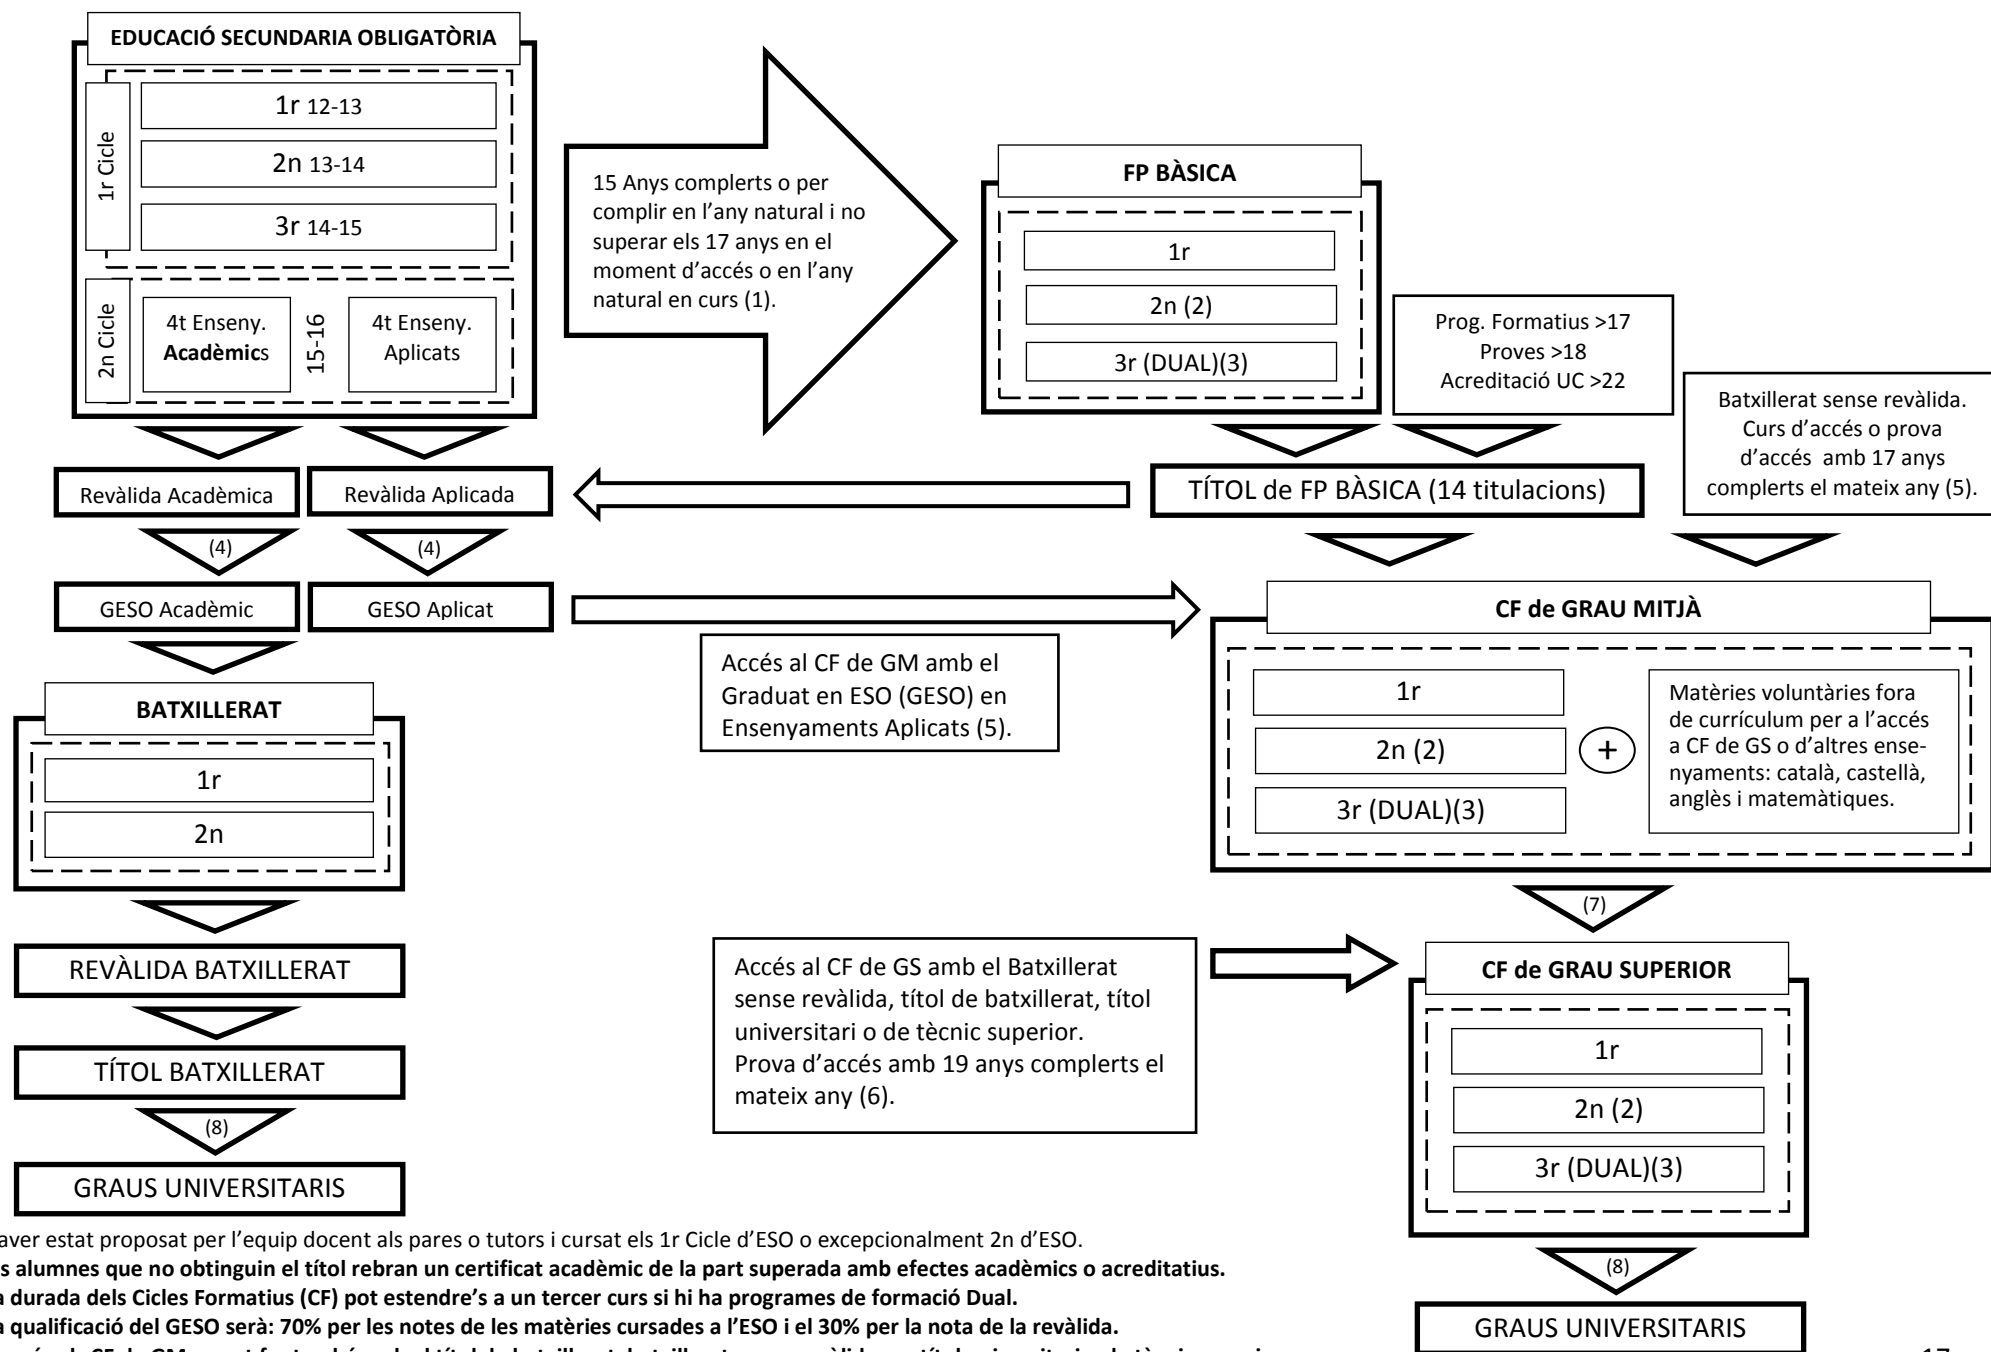 EDUCACIÓ SECUNDARIA OBLIGATÒRIA
1r Cicle
1r 12-13
2n 13-14
3r 14-15
2n Cicle
4t Enseny.
Acadèmics
15-16
4t Enseny.
Aplicats
15 Anys complerts o per
complir en l’any natural i no
superar els 17 anys en el
moment d’accés o en l’any
natural en curs (1).
FP BÀSICA
1r
2n (2)
3r (DUAL)(3)
Prog. Formatius >17
Proves >18
Acreditació UC >22
Batxillerat sense revàlida.
Curs d’accés o prova
d’accés amb 17 anys
complerts el mateix any (5).
Revàlida Acadèmica
Revàlida Aplicada
TÍTOL de FP BÀSICA (14 titulacions)
(4)
(4)
GESO Acadèmic
GESO Aplicat
Accés al CF de GM amb el
Graduat en ESO (GESO) en
Ensenyaments Aplicats (5).
CF de GRAU MITJÀ
1r
2n (2)
3r (DUAL)(3)
+
Matèries voluntàries fora
de currículum per a l’accés
a CF de GS o d’altres ense-
nyaments: català, castellà,
anglès i matemàtiques.
BATXILLERAT
1r
2n
(7)
REVÀLIDA BATXILLERAT
TÍTOL BATXILLERAT
(8)
GRAUS UNIVERSITARIS
Accés al CF de GS amb el Batxillerat
sense revàlida, títol de batxillerat, títol
universitari o de tècnic superior.
Prova d’accés amb 19 anys complerts el
mateix any (6).
CF de GRAU SUPERIOR
1r
2n (2)
3r (DUAL)(3)
(8)
GRAUS UNIVERSITARIS
aver estat proposat per l’equip docent als pares o tutors i cursat els 1r Cicle d’ESO o excepcionalment 2n d’ESO.
s alumnes que no obtinguin el títol rebran un certificat acadèmic de la part superada amb efectes acadèmics o acreditatius.
a durada dels Cicles Formatius (CF) pot estendre’s a un tercer curs si hi ha programes de formació Dual.
a qualificació del GESO serà: 70% per les notes de les matèries cursades a l’ESO i el 30% per la nota de la revàlida.